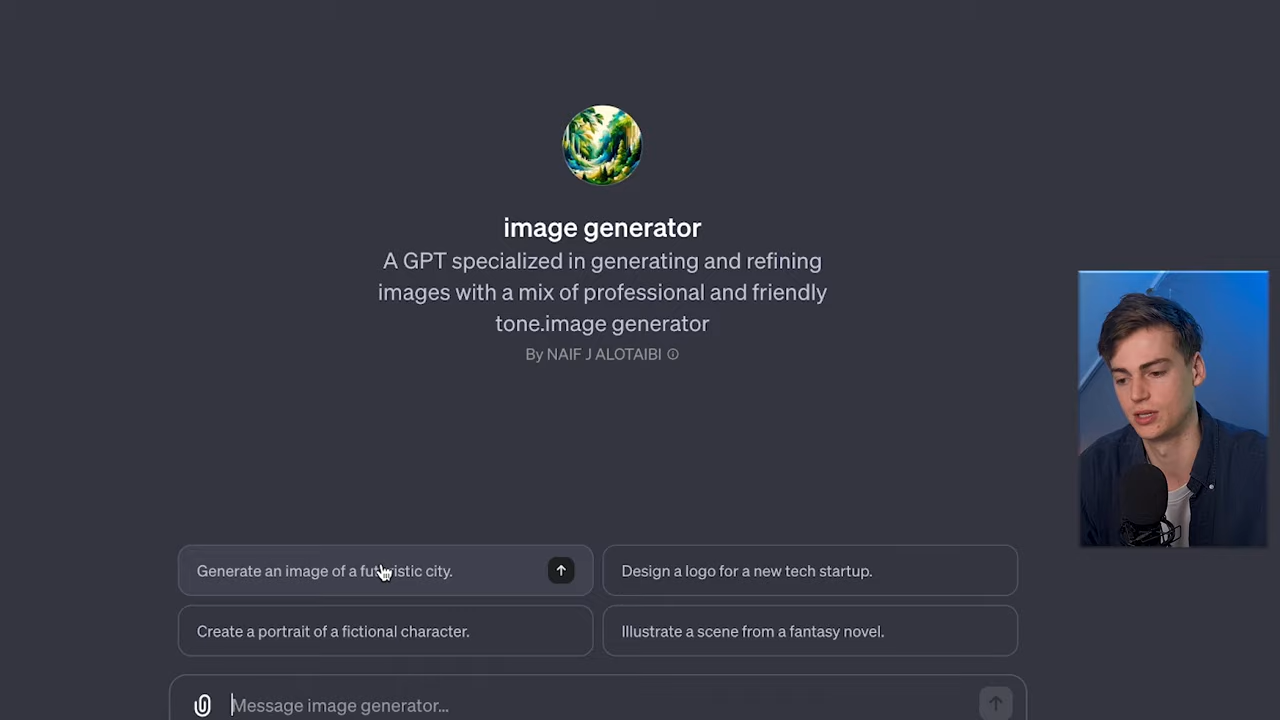 image generator
A GPT specialized in generating and refining
images with a mix of professional and friendly
tone.image generator
By NAIF J ALOTAIBI
Generate an image of a futuristic city.
Design a logo for a new tech startup.
Create a portrait of a fictional character.
Illustrate a scene from a fantasy novel.
Message image generator...